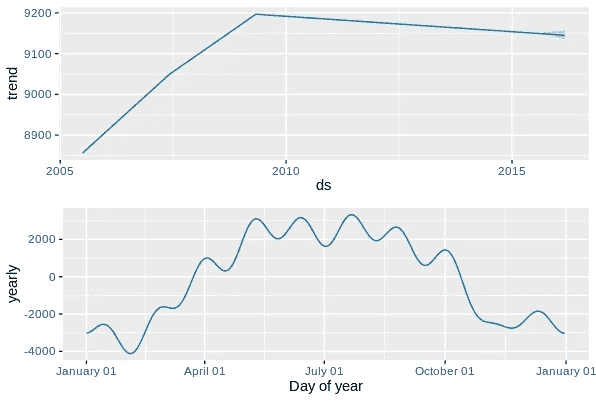 9200
9100
9000
8900
trend
2005 2010 2015
ds
2000
0
-2000
-4000
yearly
January 01 April 01 July 01 October 01 January 01
Day of year